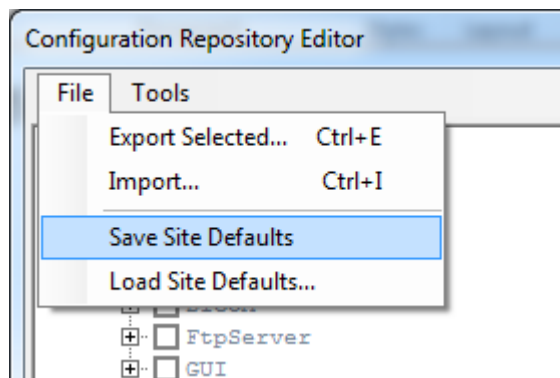 Configuration Repository Editor
File Tools
Export Selected... Ctrl+E
Import... Ctrl+I
Save Site Defaults
Load Site Defaults...
FtpServer
GUI